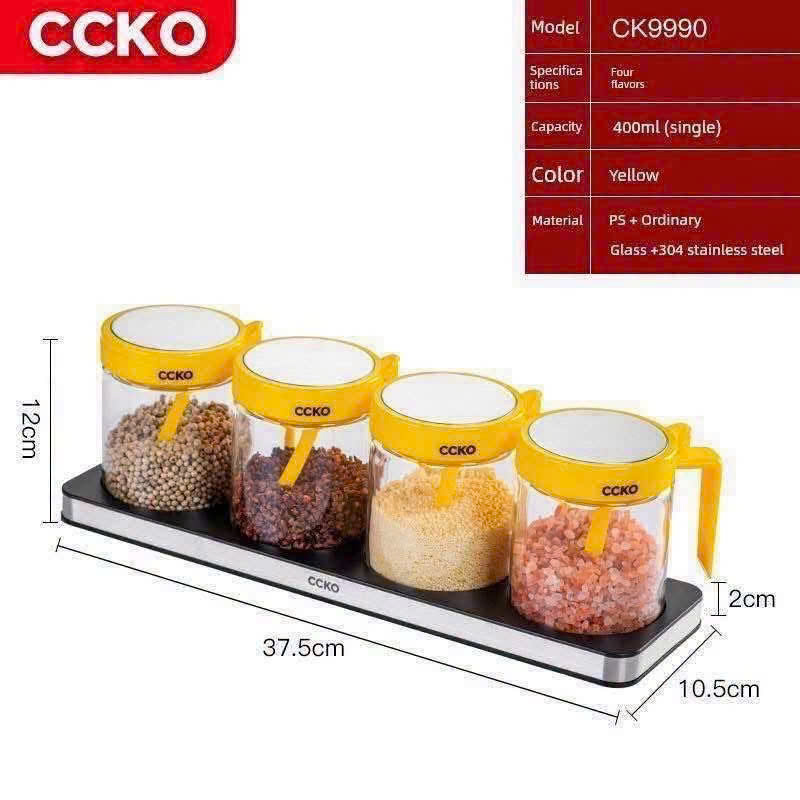 CCKO
Model CK9990
Specifica
tions
Four
flavors
Capacity 400ml (single)
Color Yellow
Material PS + Ordinary
Glass +304 stainless steel
CCKO
CCKO
CCKO
CCKO
CCKO
12cm
37.5cm
2cm
10.5cm